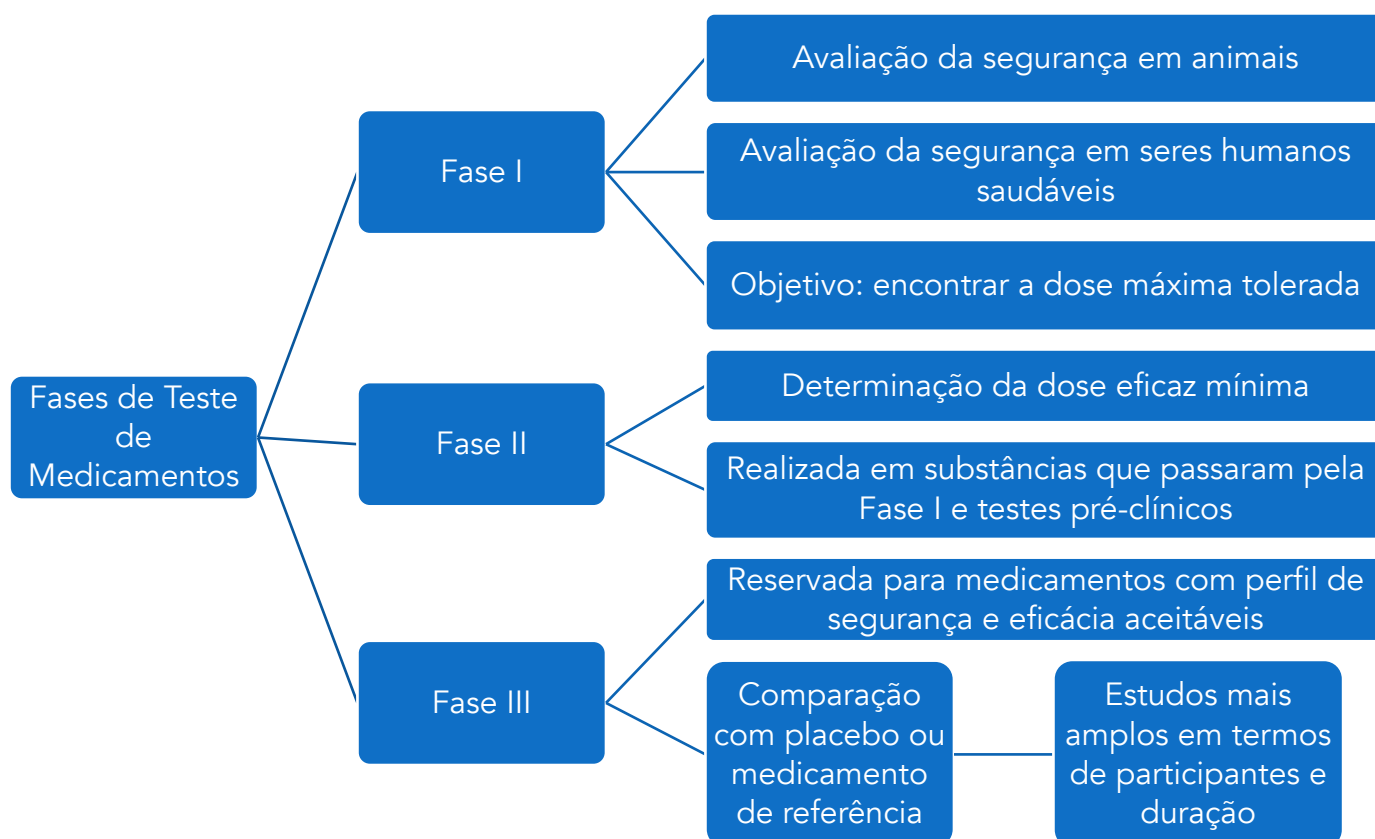 Fases de Teste
de
Medicamentos
Fase I
Avaliação da segurança em animais
Avaliação da segurança em seres humanos
saudáveis
Objetivo: encontrar a dose máxima tolerada
Fase II
Determinação da dose eficaz mínima
Realizada em substâncias que passaram pela
Fase I e testes pré-clínicos
Fase III
Reservada para medicamentos com perfil de
segurança e eficácia aceitáveis
Comparação
com placebo ou
medicamento
de referência
Estudos mais
amplos em termos
de participantes e
duração